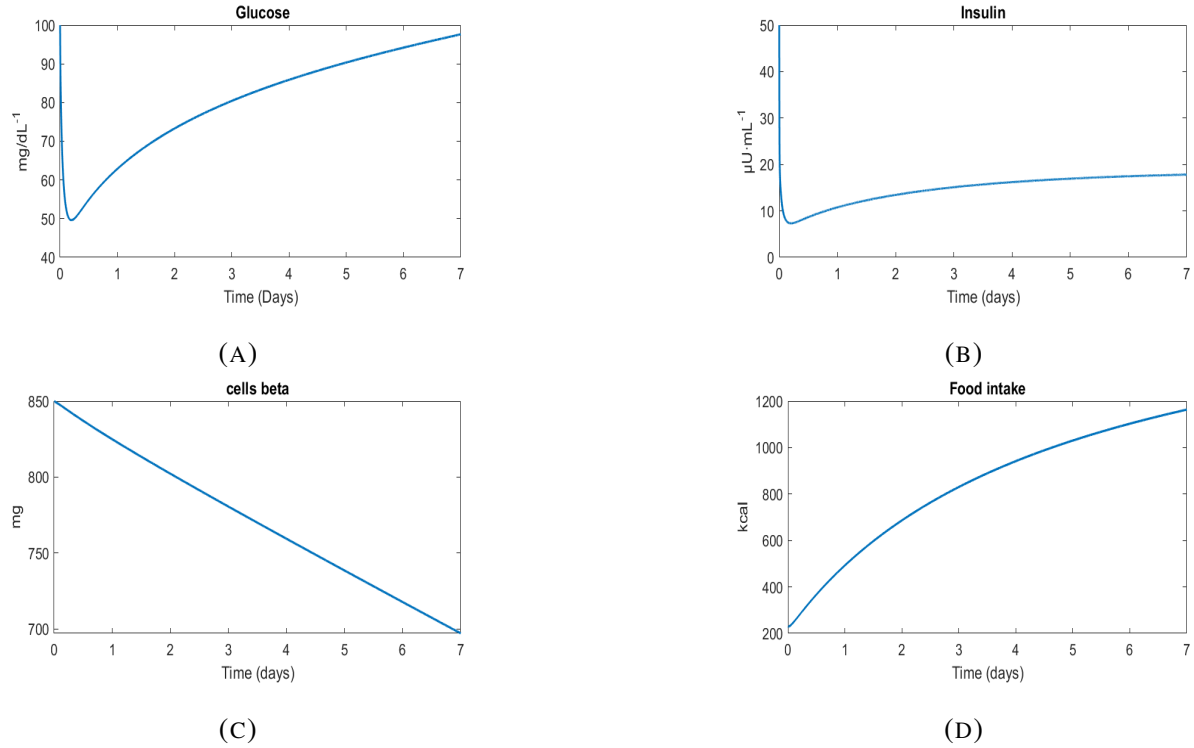 Glucose
100
90
80
70
60
50
40
mg/dL⁻¹
0 1 2 3 4 5 6 7
Time (Days)
(A)
Insulin
50
40
30
20
10
0
µU·mL⁻¹
0 1 2 3 4 5 6 7
Time (days)
(B)
cells beta
850
800
750
700
mg
0 1 2 3 4 5 6 7
Time (days)
(C)
Food intake
1200
1000
800
600
400
200
kcal
0 1 2 3 4 5 6 7
Time (days)
(D)